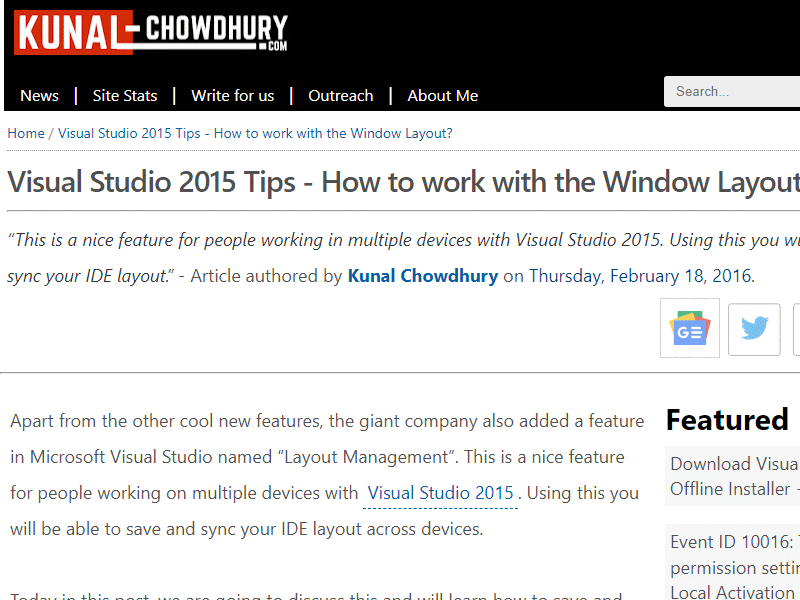 KUNAL-CHOWDHURY
.COM
News | Site Stats | Write for us | Outreach | About Me
Search...
Home / Visual Studio 2015 Tips - How to work with the Window Layout?
Visual Studio 2015 Tips - How to work with the Window Layout
“This is a nice feature for people working in multiple devices with Visual Studio 2015. Using this you
sync your IDE layout.” - Article authored by Kunal Chowdhury on Thursday, February 18, 2016.
GE
Apart from the other cool new features, the giant company also added a feature
in Microsoft Visual Studio named “Layout Management”. This is a nice feature
for people working on multiple devices with Visual Studio 2015 . Using this you
will be able to save and sync your IDE layout across devices.
Today in this post, we are going to discuss this and will learn how to save and
Featured
Download Visua
Offline Installer -
Event ID 10016:
permission settin
Local Activation